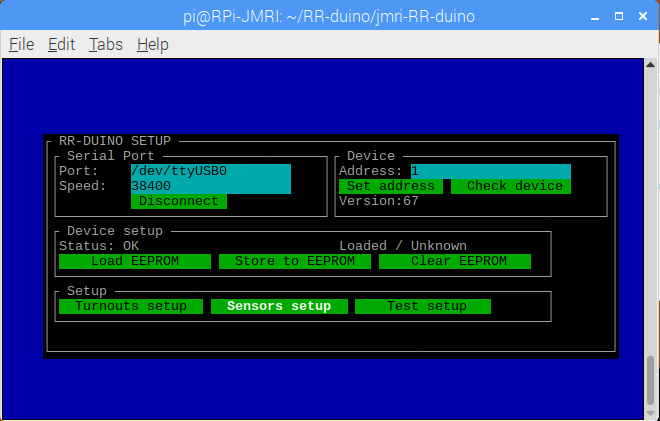 pi@RPi-JMRI: ~/RR-duino/jmri-RR-duino
File Edit Tabs Help
RR-DUINO SETUP
Serial Port
Port: /dev/ttyUSB0
Speed: 38400
Disconnect
Device
Address: 1
Set address Check device
Version:67
Device setup
Status: OK Loaded / Unknown
Load EEPROM Store to EEPROM Clear EEPROM
Setup
Turnouts setup Sensors setup Test setup